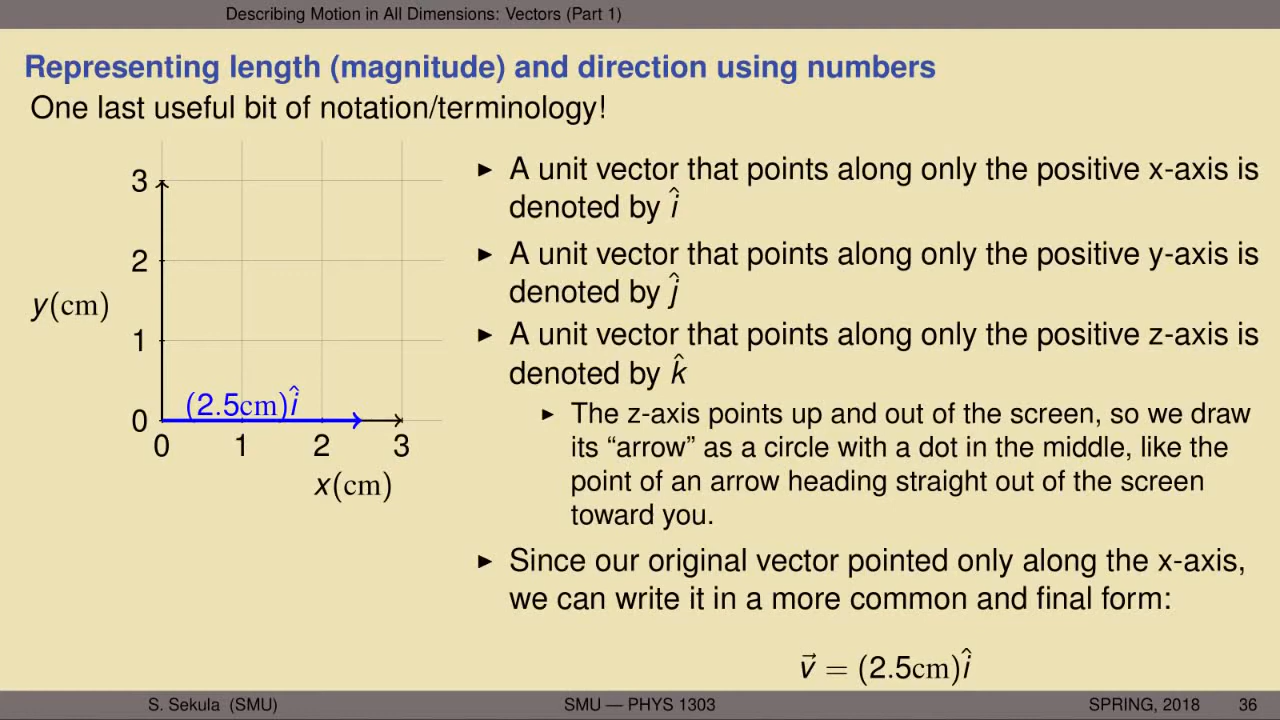 Describing Motion in All Dimensions: Vectors (Part 1)
Representing length (magnitude) and direction using numbers
One last useful bit of notation/terminology!
3
2
y(cm)
1
(2.5cm)î
0
0 1 2 3
x(cm)
▶ A unit vector that points along only the positive x-axis is
denoted by î
▶ A unit vector that points along only the positive y-axis is
denoted by ĵ
▶ A unit vector that points along only the positive z-axis is
denoted by k̂
▶ The z-axis points up and out of the screen, so we draw
its “arrow” as a circle with a dot in the middle, like the
point of an arrow heading straight out of the screen
toward you.
▶ Since our original vector pointed only along the x-axis,
we can write it in a more common and final form:
v⃗ = (2.5cm)î
S. Sekula (SMU) SMU — PHYS 1303 SPRING, 2018 36